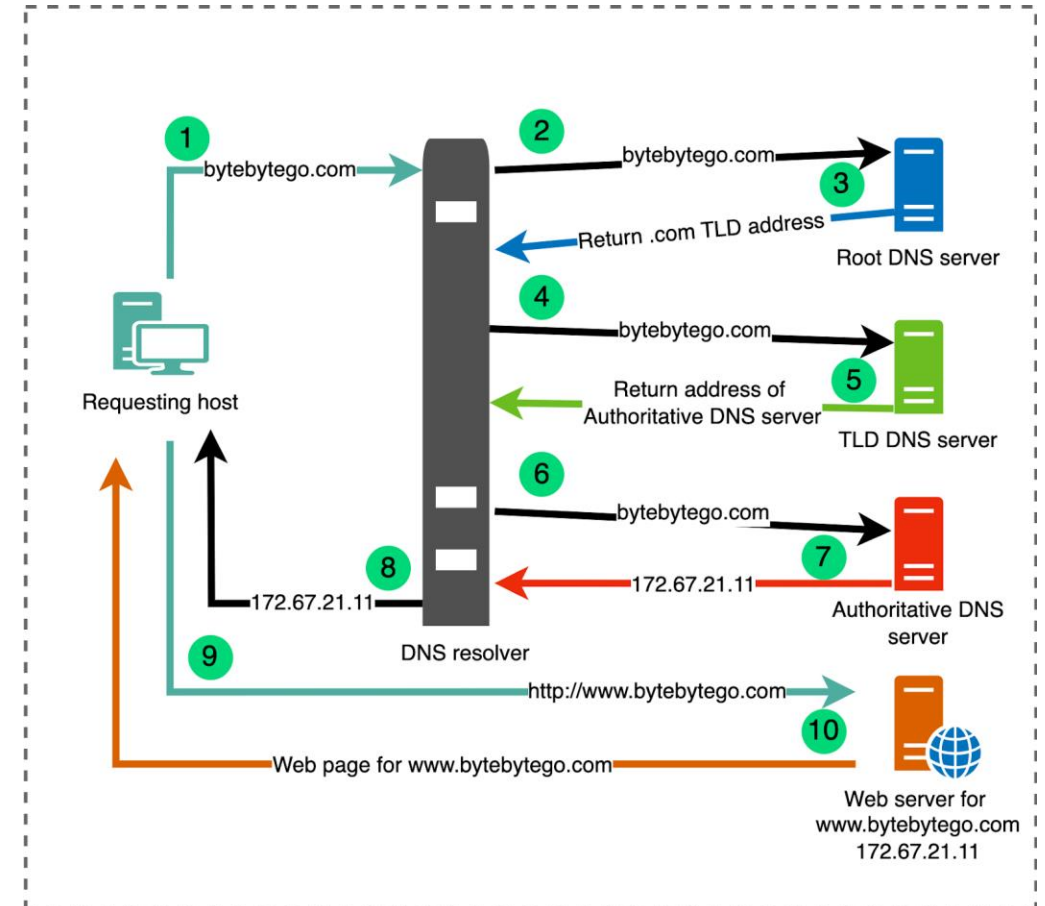 1
bytebytego.com
2
bytebytego.com
3
Return .com TLD address
Root DNS server
4
bytebytego.com
5
Return address of
Authoritative DNS server
TLD DNS server
Requesting host
6
bytebytego.com
7
172.67.21.11
Authoritative DNS
server
8
172.67.21.11
DNS resolver
9
http://www.bytebytego.com
10
Web page for www.bytebytego.com
Web server for
www.bytebytego.com
172.67.21.11